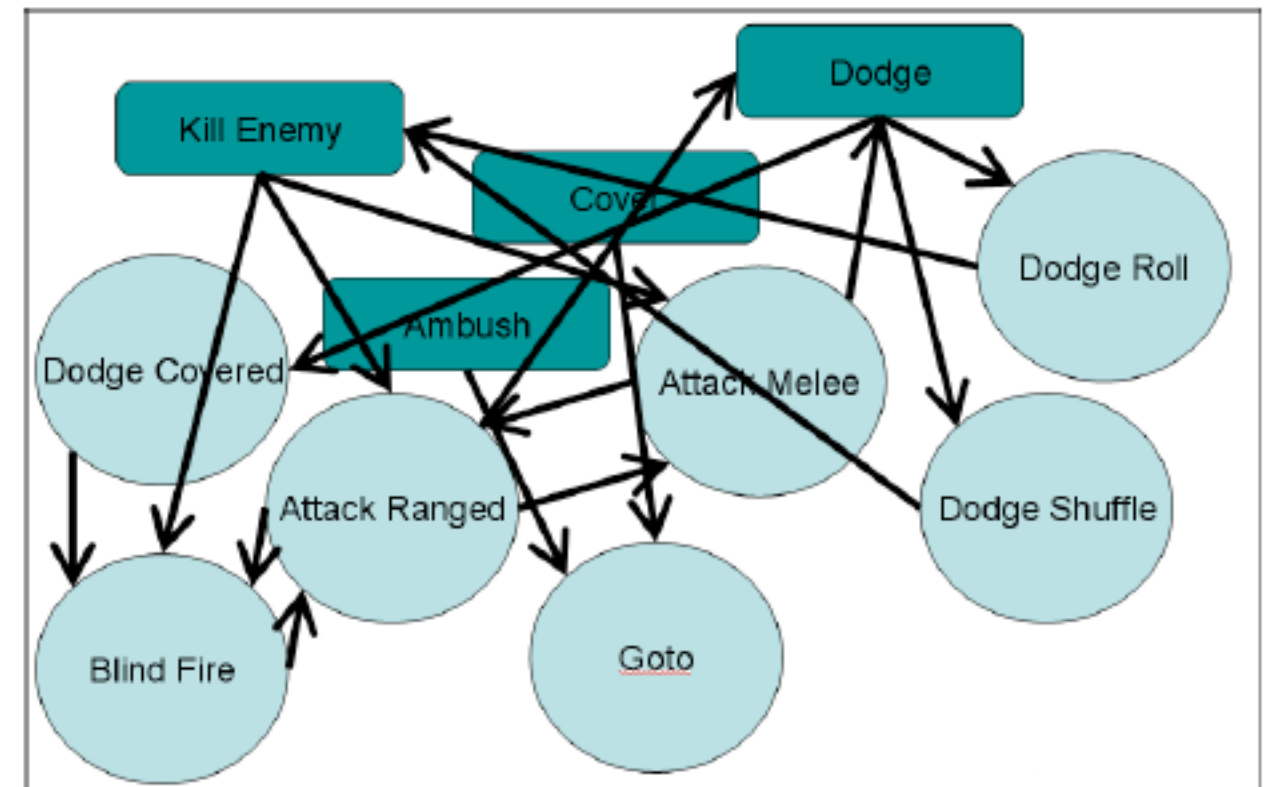 Dodge
Kill Enemy
Cover
Dodge Roll
Ambush
Dodge Covered
Attack Melee
Attack Ranged
Dodge Shuffle
Goto
Blind Fire